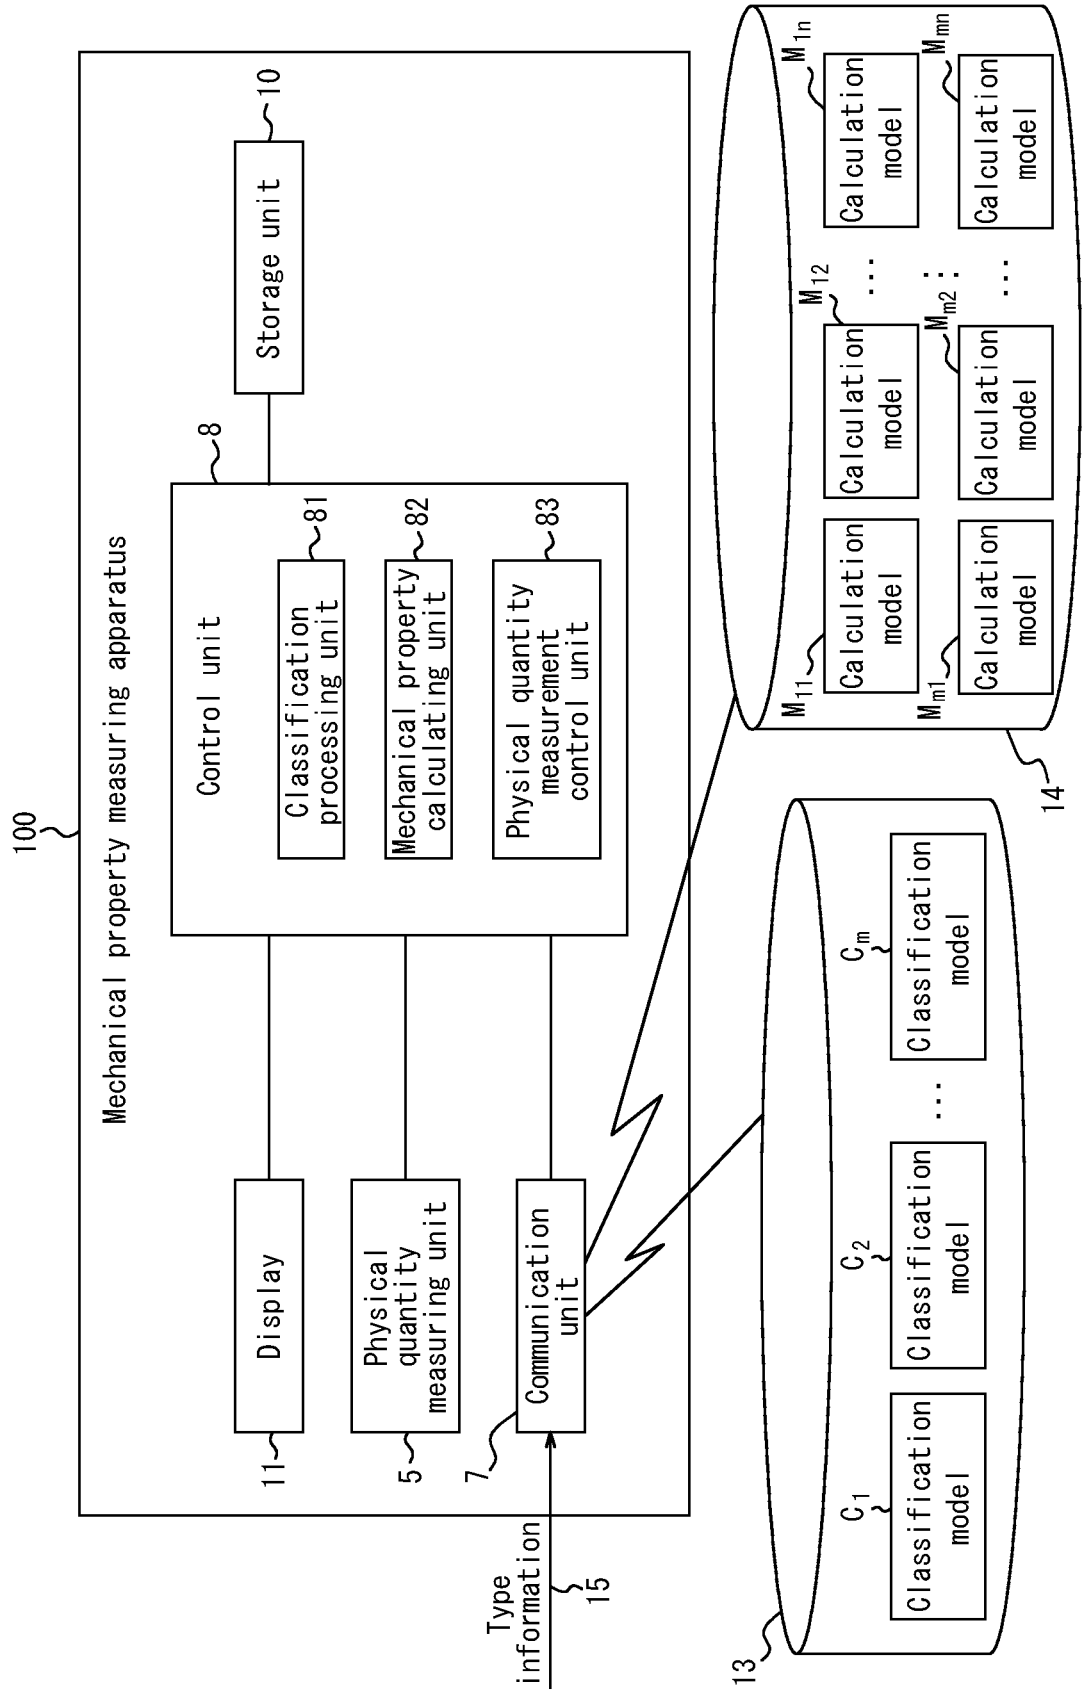 100
Mechanical property measuring apparatus
11
Display
5
Physical
quantity
measuring unit
7
Communication
unit
Type
information
15
8
Control unit
81
Classification
processing unit
82
Mechanical property
calculating unit
83
Physical quantity
measurement
control unit
10
Storage unit
13
C1
Classification
model
C2
Classification
model
...
Cm
Classification
model
14
M11
Calculation
model
M12
Calculation
model
...
M1n
Calculation
model
...
Mm1
Calculation
model
Mm2
Calculation
model
...
Mmn
Calculation
model